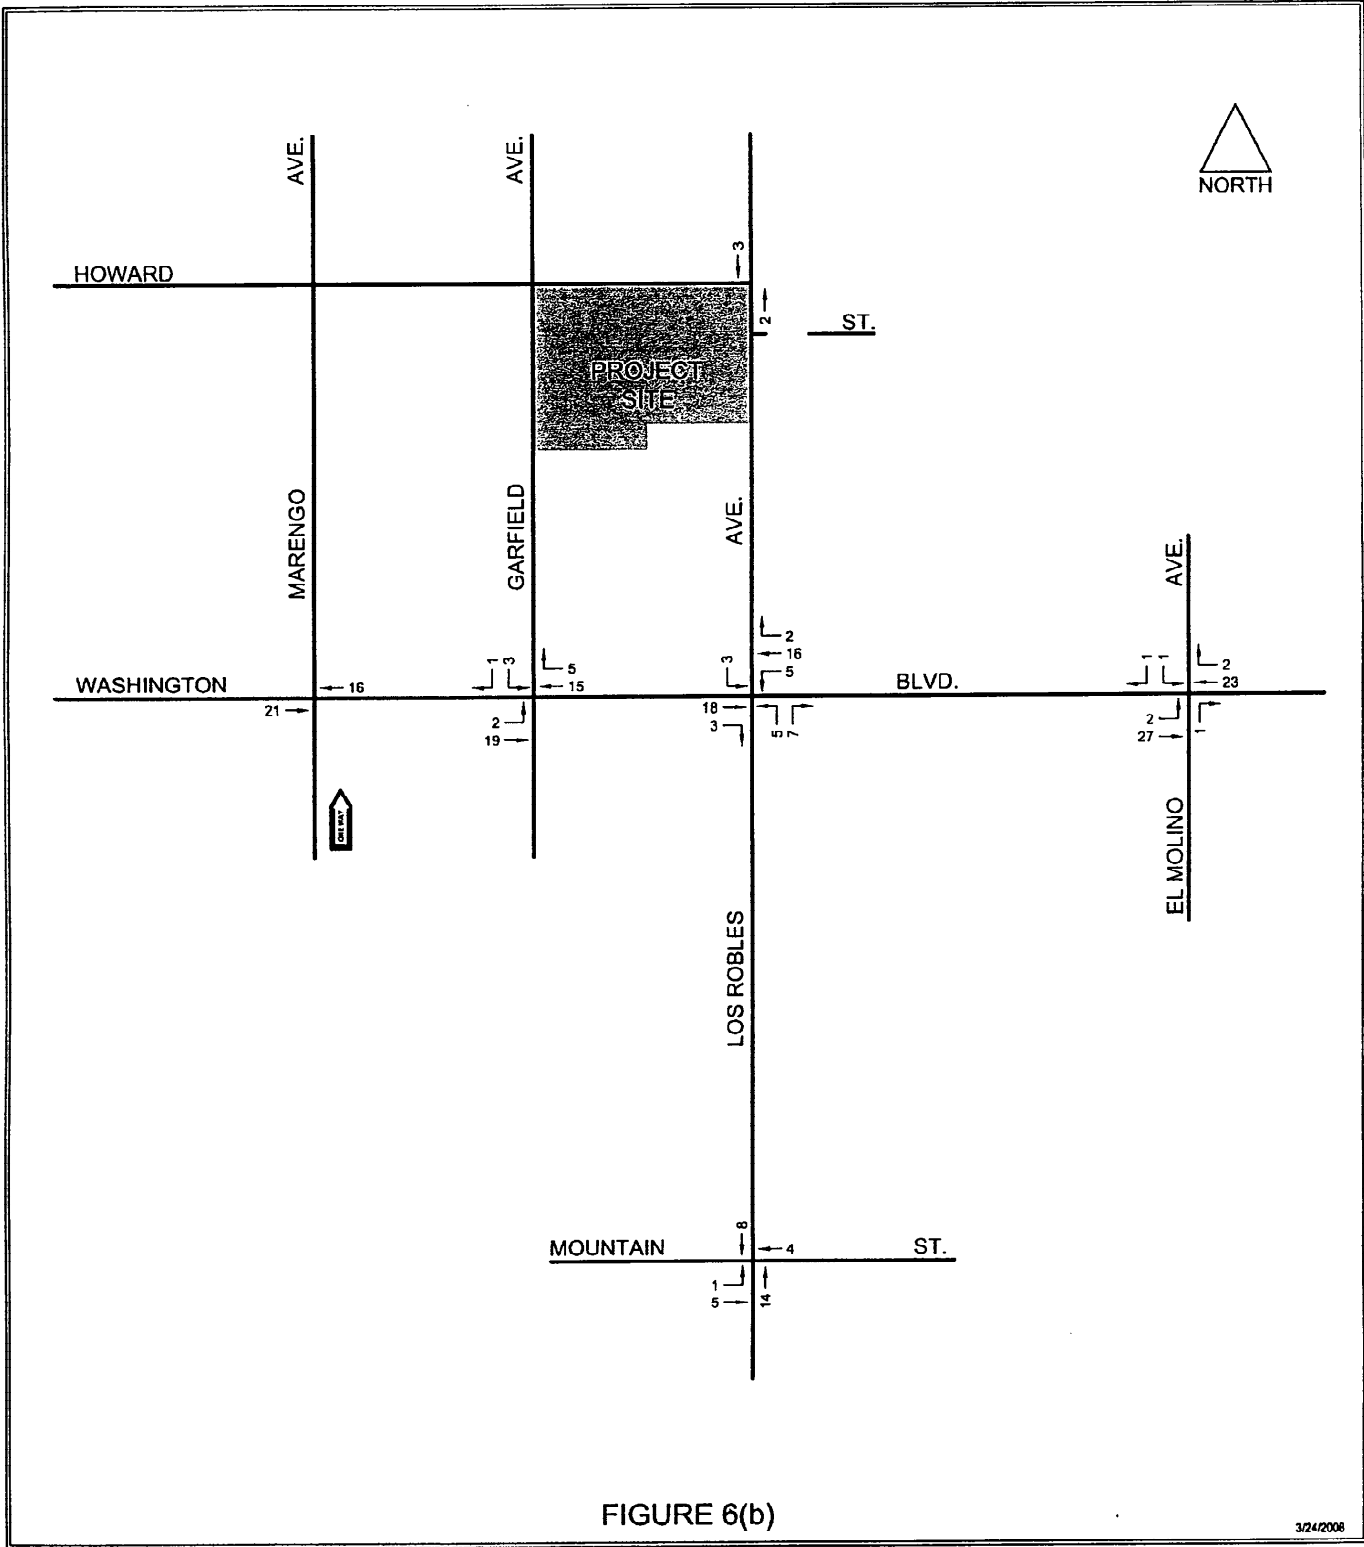 NORTH
AVE.
AVE.
HOWARD
3
2
ST.
PROJECT
SITE
MARENGO
GARFIELD
AVE.
AVE.
WASHINGTON
BLVD.
16
21
1
3
5
15
2
19
3
2
16
5
18
3
5
7
1
1
2
23
2
27
1
ONE WAY
EL MOLINO
LOS ROBLES
MOUNTAIN
ST.
8
4
1
5
14
FIGURE 6(b)
3/24/2006